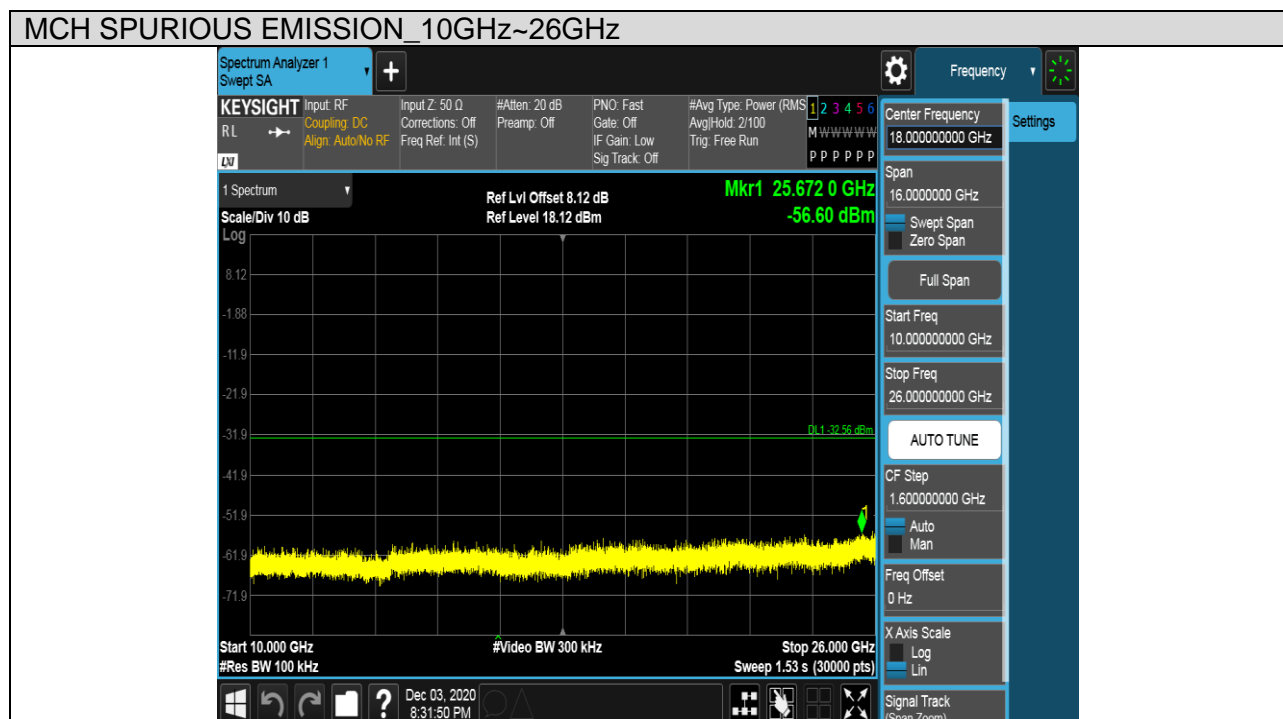 MCH SPURIOUS EMISSION_10GHz~26GHz
Spectrum Analyzer 1
Swept SA
+
Frequency
KEYSIGHT
RL
LXI
Input: RF
Coupling: DC
Align: Auto/No RF
Input Z: 50 Ω
Corrections: Off
Freq Ref: Int (S)
#Atten: 20 dB
Preamp: Off
PNO: Fast
Gate: Off
IF Gain: Low
Sig Track: Off
#Avg Type: Power (RMS
Avg|Hold: 2/100
Trig: Free Run
1 2 3 4 5 6
M W W W W W
P P P P P P
1 Spectrum
Scale/Div 10 dB
Log
Ref Lvl Offset 8.12 dB
Ref Level 18.12 dBm
Mkr1 25.672 0 GHz
-56.60 dBm
8.12
-1.88
-11.9
-21.9
-31.9
DL1 -32.56 dBm
-41.9
-51.9
1
-61.9
-71.9
Start 10.000 GHz
#Res BW 100 kHz
#Video BW 300 kHz
Stop 26.000 GHz
Sweep 1.53 s (30000 pts)
?
Dec 03, 2020
8:31:50 PM
Center Frequency
18.000000000 GHz
Span
16.0000000 GHz
Swept Span
Zero Span
Full Span
Start Freq
10.000000000 GHz
Stop Freq
26.000000000 GHz
AUTO TUNE
CF Step
1.600000000 GHz
Auto
Man
Freq Offset
0 Hz
X Axis Scale
Log
Lin
Signal Track
(Span Zoom)
Settings